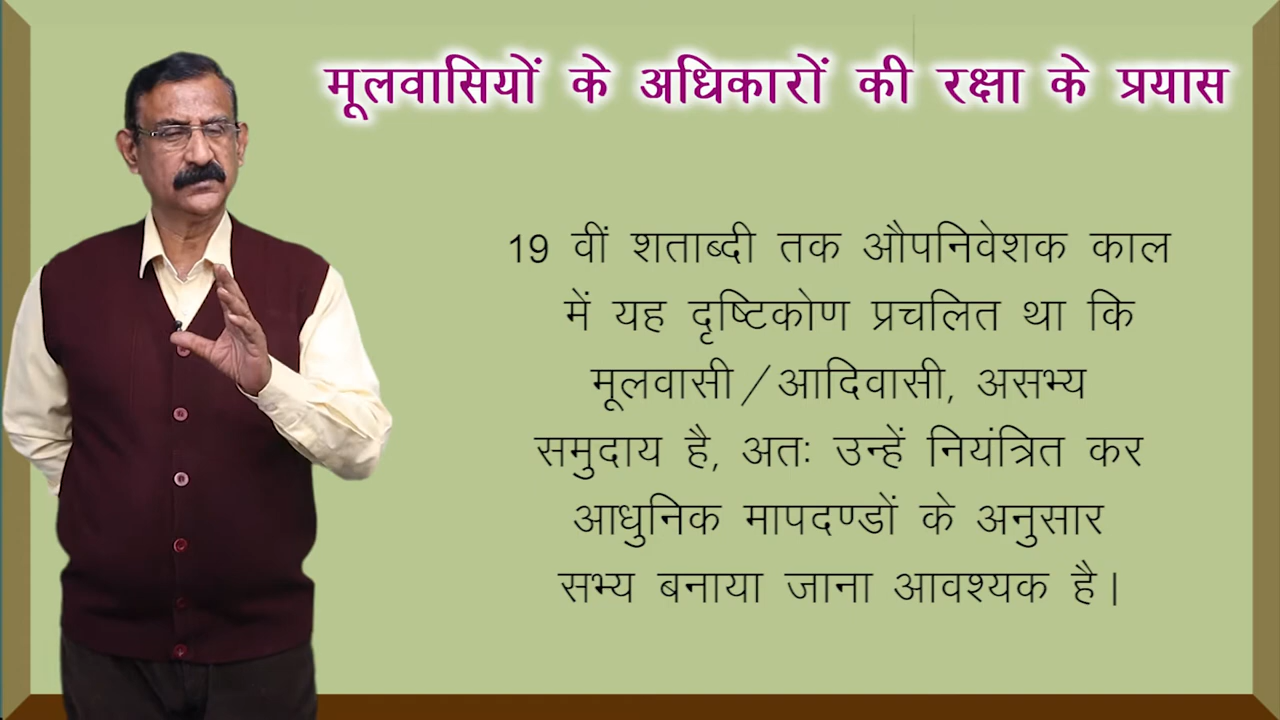 मूलवासियों के अधिकारों की रक्षा के प्रयास
19 वीं शताब्दी तक औपनिवेशक काल
में यह दृष्टिकोण प्रचलित था कि
मूलवासी/आदिवासी, असभ्य
समुदाय है, अतः उन्हें नियंत्रित कर
आधुनिक मापदण्डों के अनुसार
सभ्य बनाया जाना आवश्यक है।